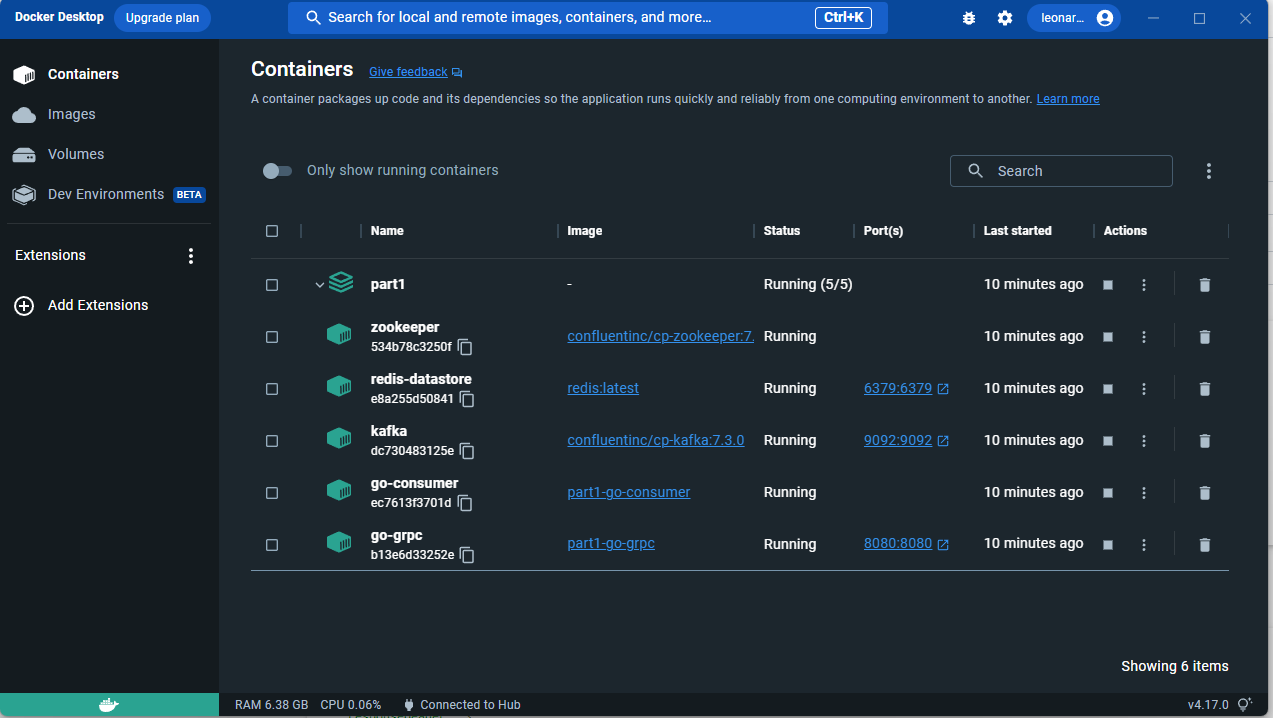 Docker Desktop Upgrade plan Search for local and remote images, containers, and more... Ctrl+K leonar...
Containers
Images
Volumes
Dev Environments BETA
Extensions
Add Extensions
Containers Give feedback
A container packages up code and its dependencies so the application runs quickly and reliably from one computing environment to another. Learn more
Only show running containers Search
Name Image Status Port(s) Last started Actions
part1 - Running (5/5) 10 minutes ago
zookeeper
534b78c3250f confluentinc/cp-zookeeper:7. Running 10 minutes ago
redis-datastore
e8a255d50841 redis:latest Running 6379:6379 10 minutes ago
kafka
dc730483125e confluentinc/cp-kafka:7.3.0 Running 9092:9092 10 minutes ago
go-consumer
ec7613f3701d part1-go-consumer Running 10 minutes ago
go-grpc
b13e6d33252e part1-go-grpc Running 8080:8080 10 minutes ago
Showing 6 items
RAM 6.38 GB CPU 0.06% Connected to Hub v4.17.0